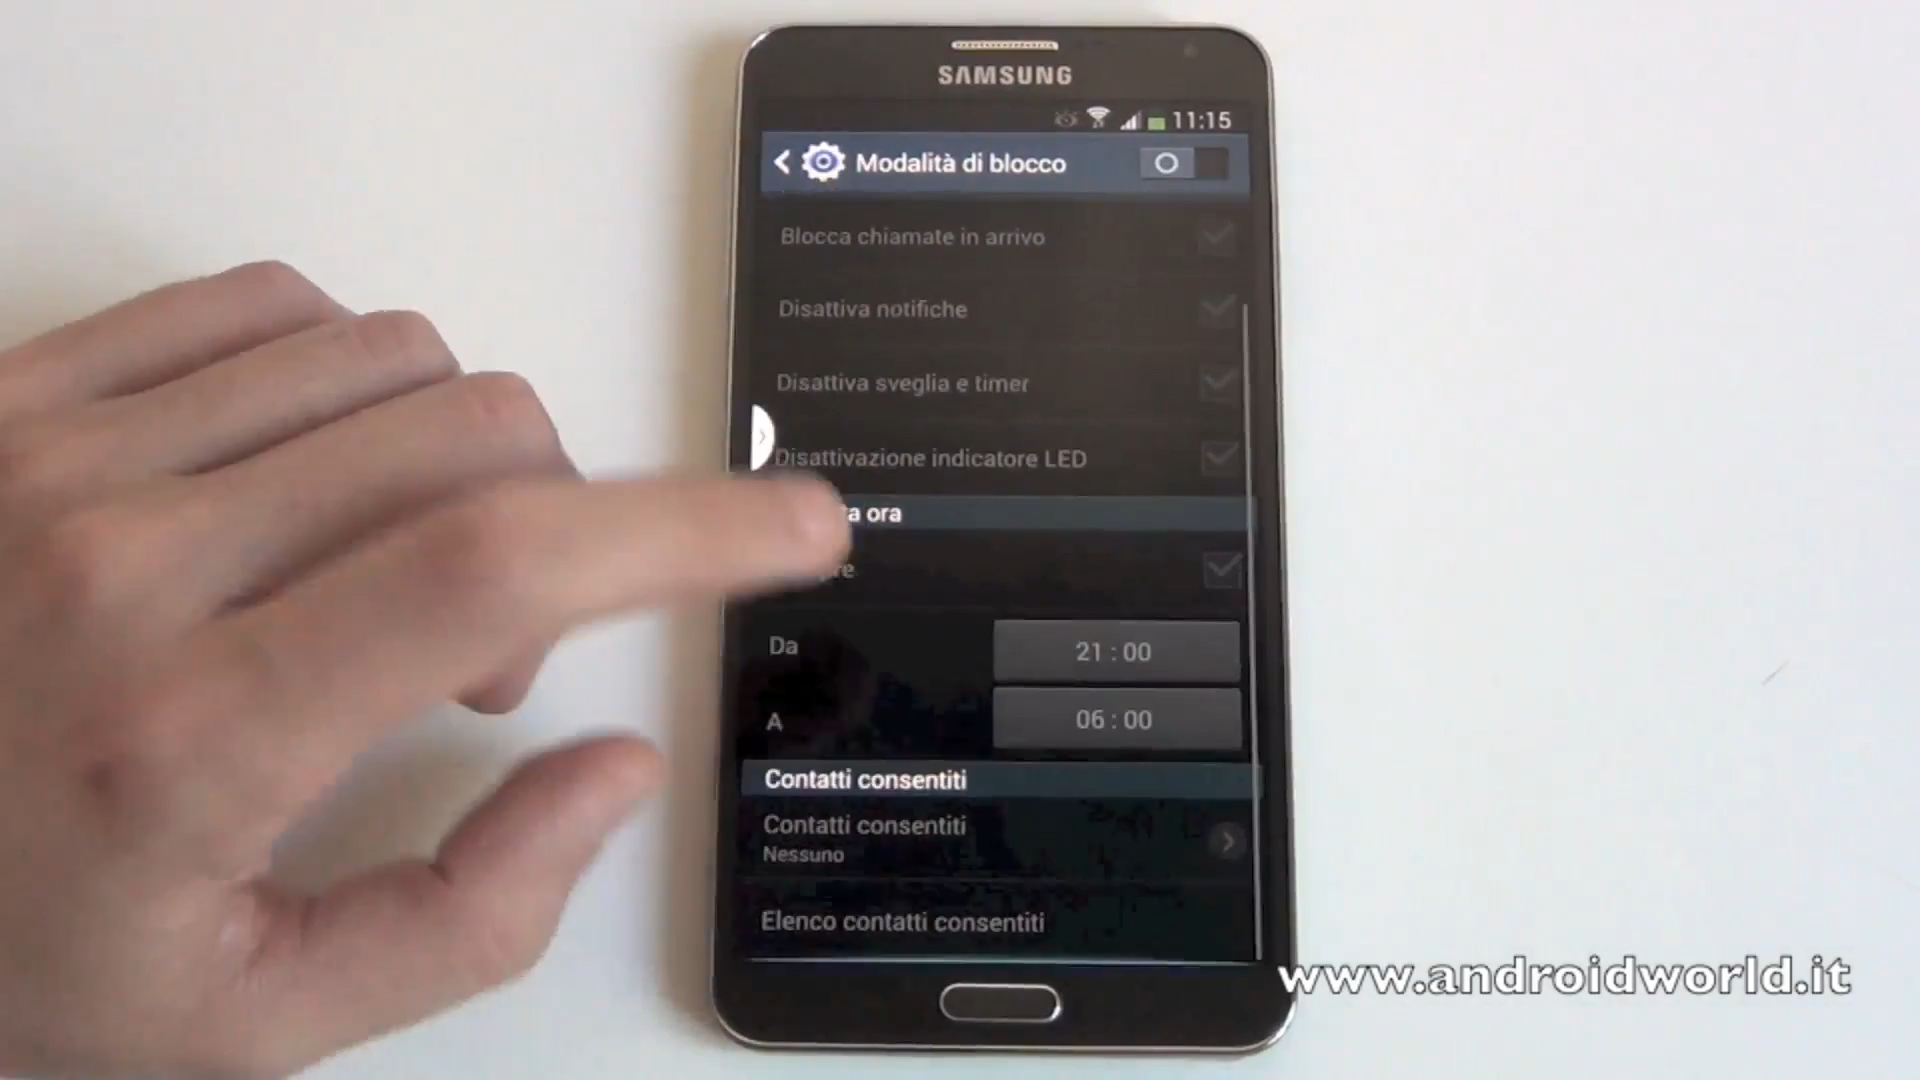 SAMSUNG
11:15
Modalità di blocco
Blocca chiamate in arrivo
Disattiva notifiche
Disattiva sveglia e timer
Disattivazione indicatore LED
ora
Da
21 : 00
A
06 : 00
Contatti consentiti
Contatti consentiti
Nessuno
Elenco contatti consentiti
www.androidworld.it